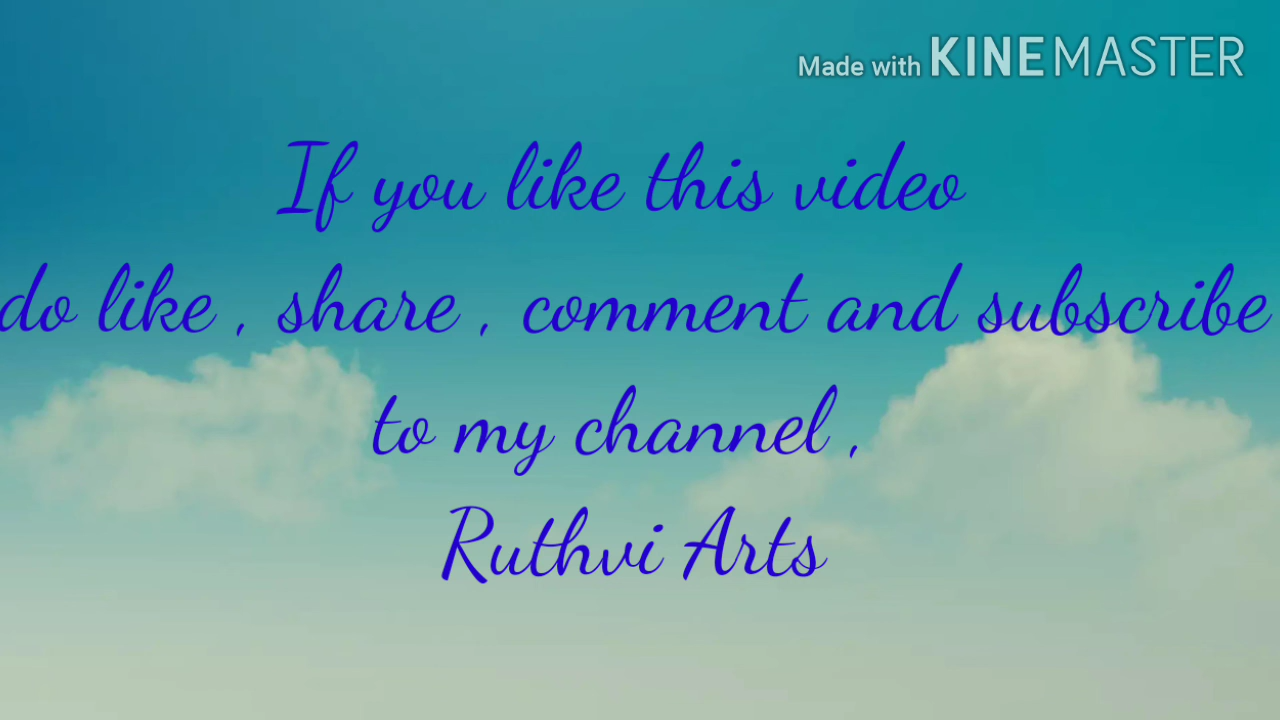 Made with KINEMASTER
If you like this video
do like , share , comment and subscribe
to my channel ,
Ruthvi Arts